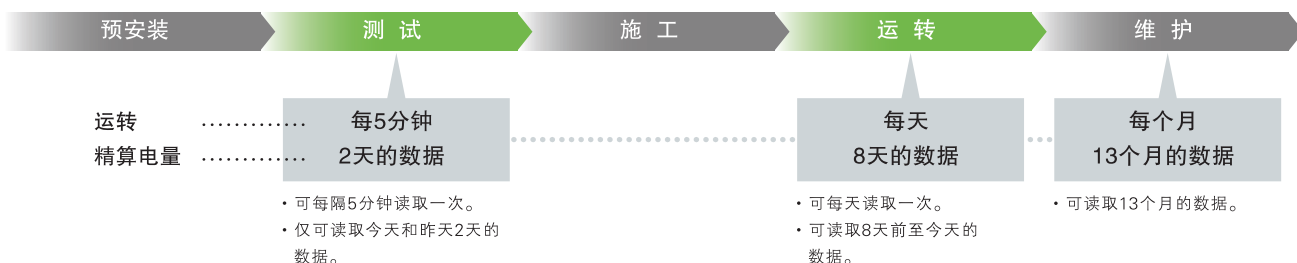 预安装 测试 施工 运转 维护
运转 ············· 每5分钟 每天 每个月
精算电量 ············· 2天的数据 8天的数据 13个月的数据
• 可每隔5分钟读取一次。 • 可每天读取一次。 • 可读取13个月的数据。
• 仅可读取今天和昨天2天的 • 可读取8天前至今天的
数据。 数据。